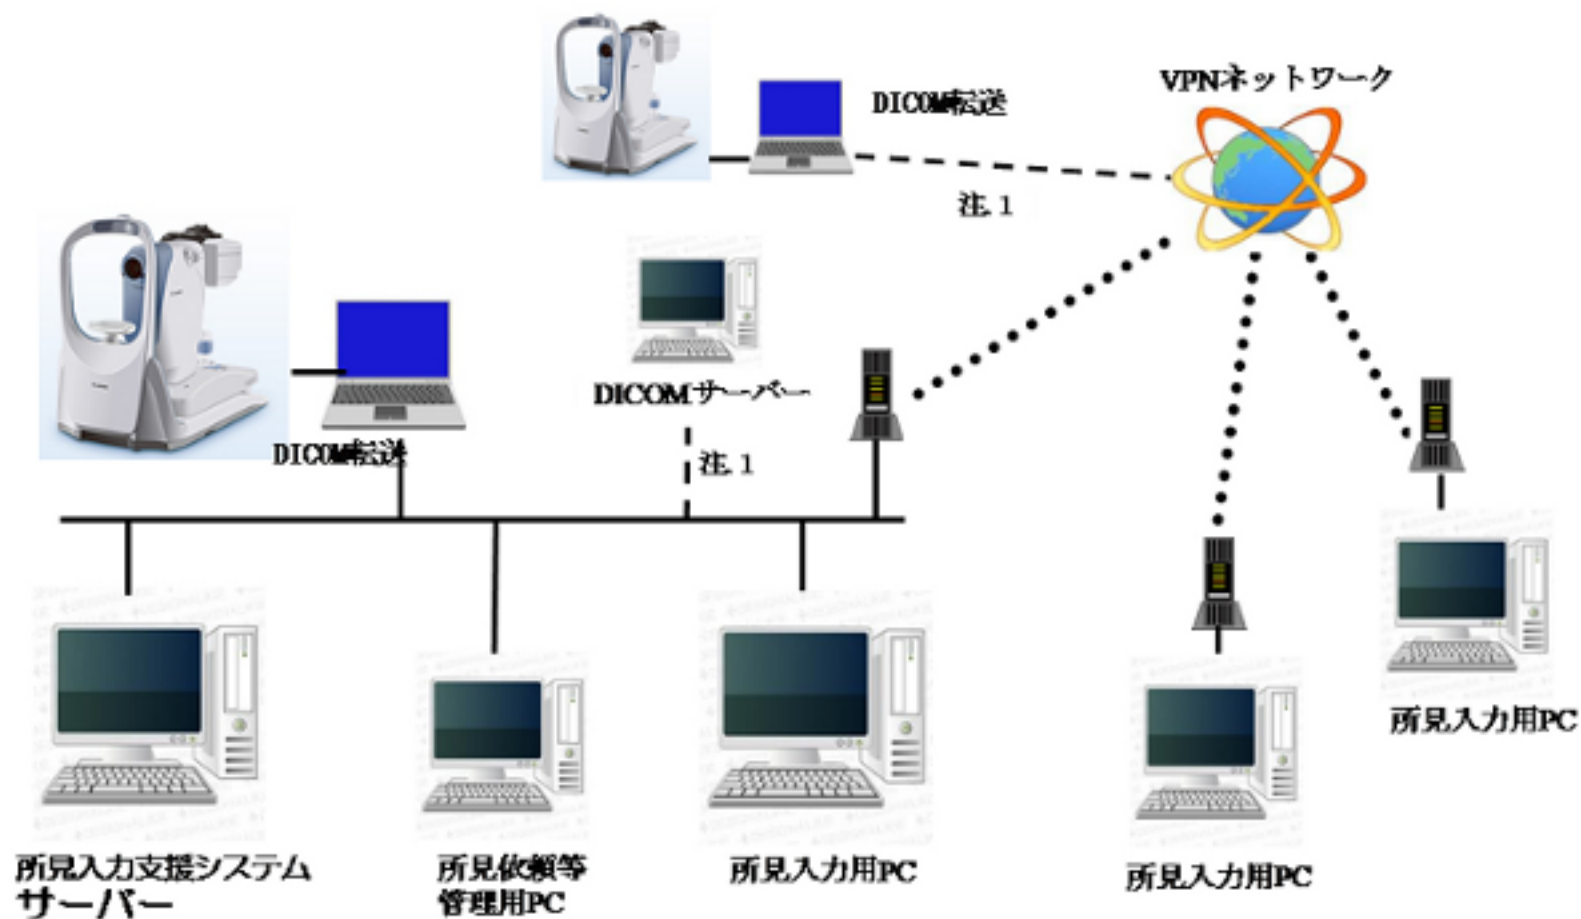 VPNネットワーク
DICOM転送
注.1
DICOMサーバー
注.1
DICOM転送
所見入力用PC
所見入力支援システム
サーバー
所見依頼等
管理用PC
所見入力用PC
所見入力用PC